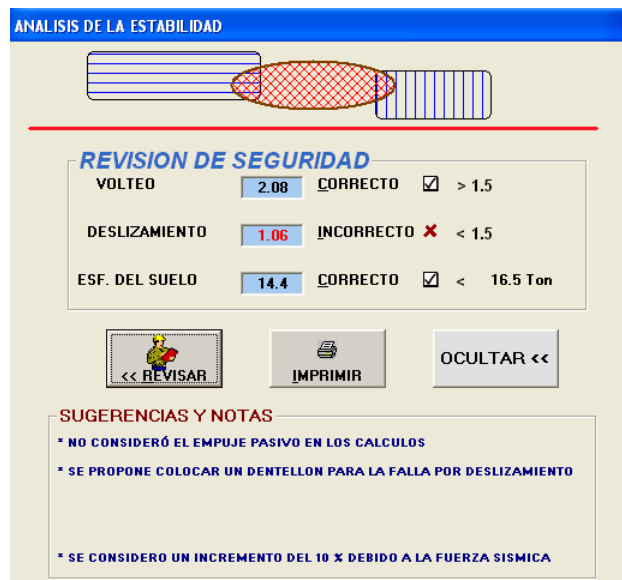 ANALISIS DE LA ESTABILIDAD
REVISION DE SEGURIDAD
VOLTEO 2.08 CORRECTO > 1.5
DESLIZAMIENTO 1.06 INCORRECTO < 1.5
ESF. DEL SUELO 14.4 CORRECTO < 16.5 Ton
<< REVISAR IMPRIMIR OCULTAR <<
SUGERENCIAS Y NOTAS
* NO CONSIDERÓ EL EMPUJE PASIVO EN LOS CALCULOS
* SE PROPONE COLOCAR UN DENTELLON PARA LA FALLA POR DESLIZAMIENTO
* SE CONSIDERO UN INCREMENTO DEL 10 % DEBIDO A LA FUERZA SISMICA